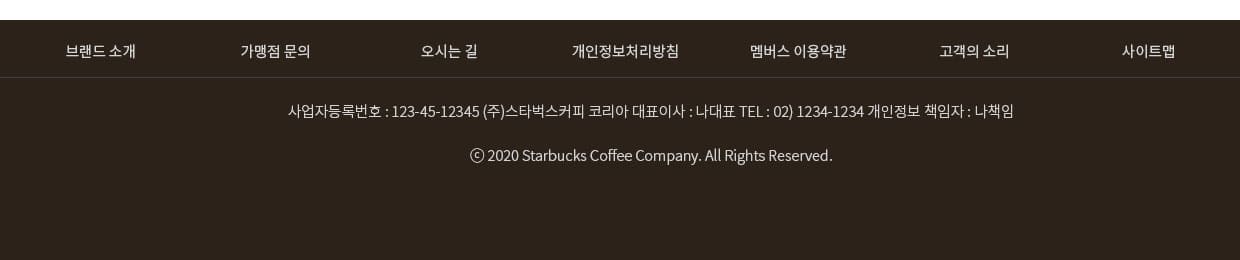 브랜드 소개 가맹점 문의 오시는 길 개인정보처리방침 멤버스 이용약관 고객의 소리 사이트맵
사업자등록번호 : 123-45-12345 (주)스타벅스커피 코리아 대표이사 : 나대표 TEL : 02) 1234-1234 개인정보 책임자 : 나책임
ⓒ 2020 Starbucks Coffee Company. All Rights Reserved.